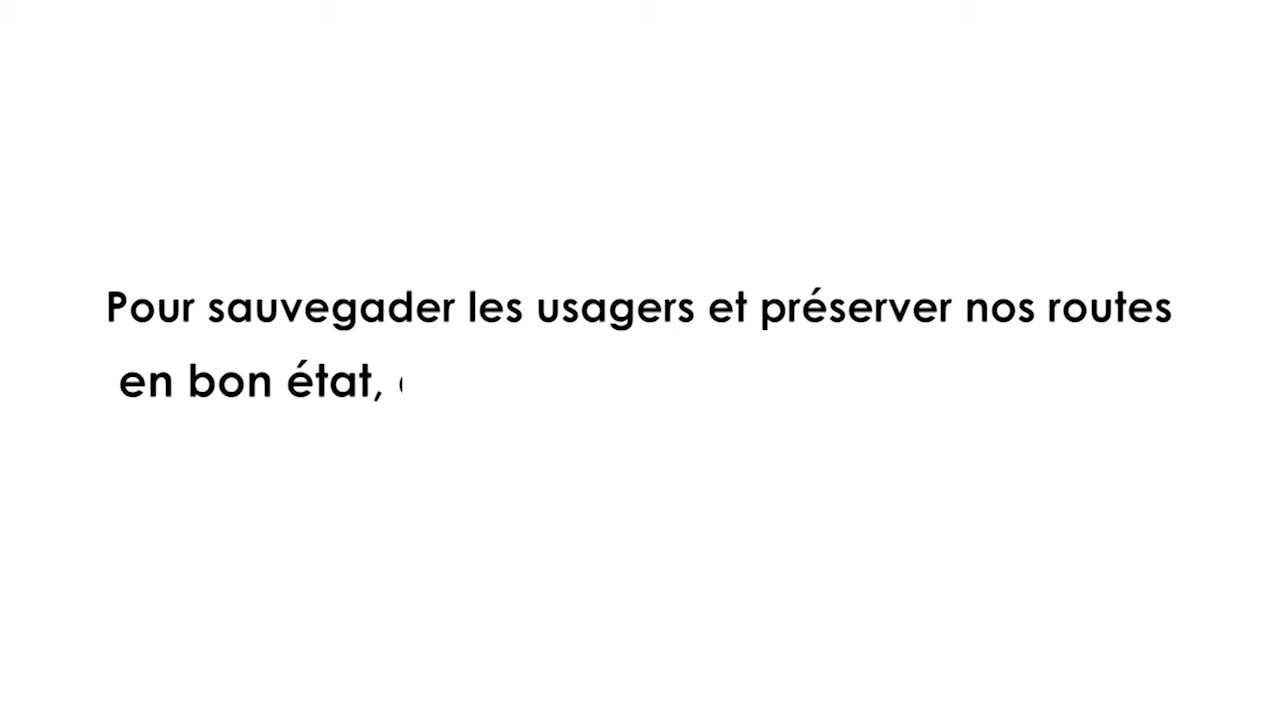 Pour sauvegader les usagers et préserver nos routes
en bon état,